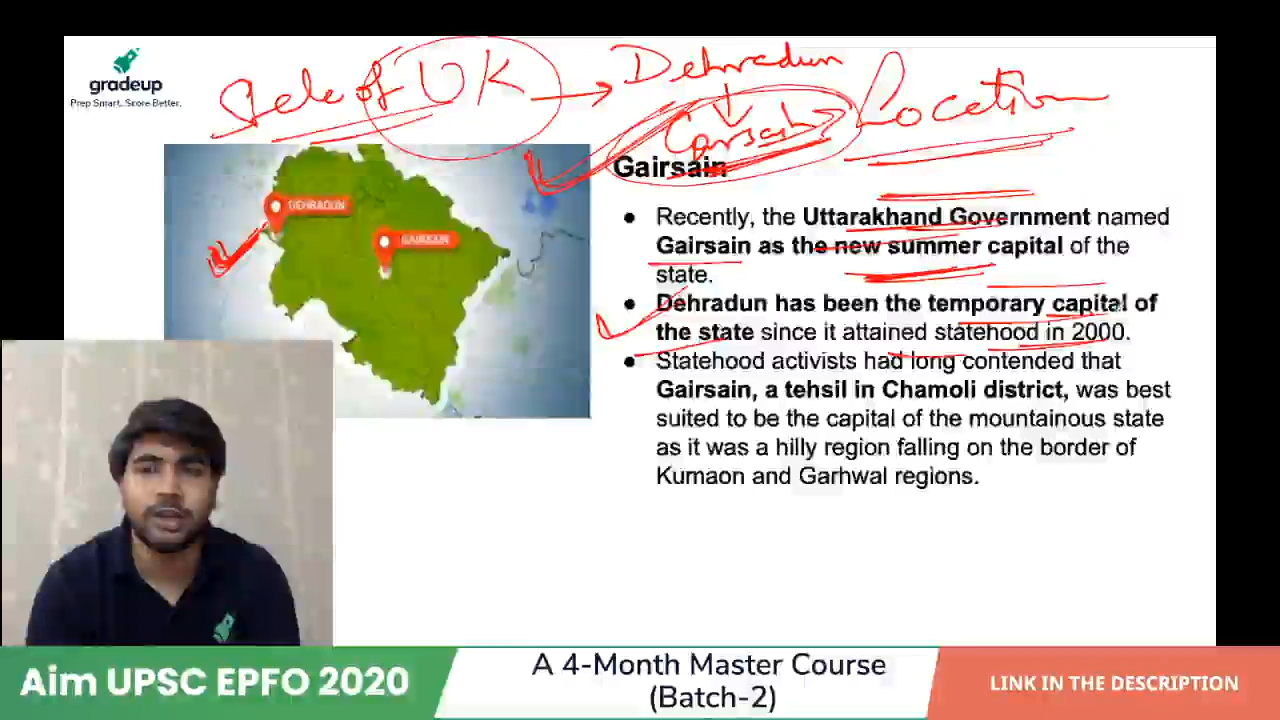 gradeup
Prep Smart. Score Better.
State of UK → Dehradun
Gairsain
Location
DEHRADUN
GAIRSAIN
Gairsain
● Recently, the Uttarakhand Government named
Gairsain as the new summer capital of the
state.
● Dehradun has been the temporary capital of
the state since it attained statehood in 2000.
● Statehood activists had long contended that
Gairsain, a tehsil in Chamoli district, was best
suited to be the capital of the mountainous state
as it was a hilly region falling on the border of
Kumaon and Garhwal regions.
Aim UPSC EPFO 2020
A 4-Month Master Course
(Batch-2)
LINK IN THE DESCRIPTION